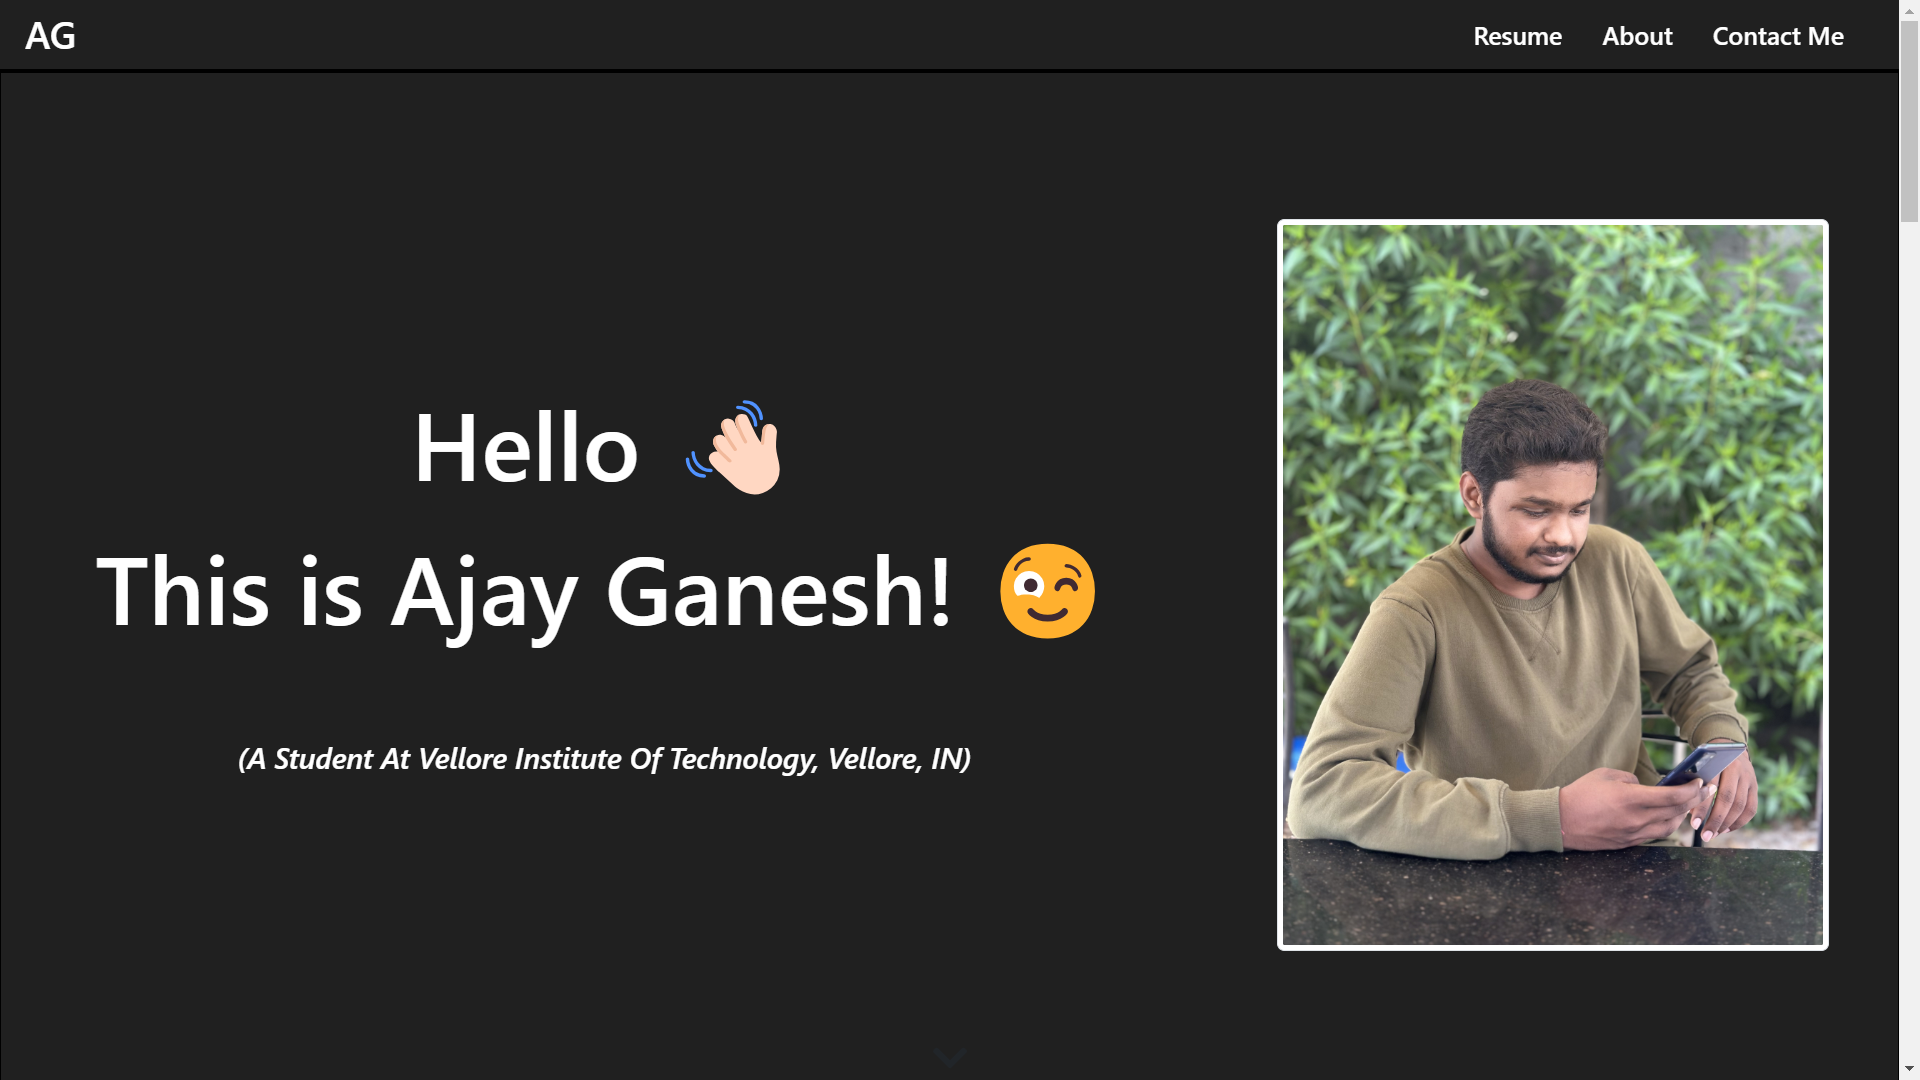 AG
Resume About Contact Me
Hello 👋🏻
This is Ajay Ganesh! 😉
(A Student At Vellore Institute Of Technology, Vellore, IN)